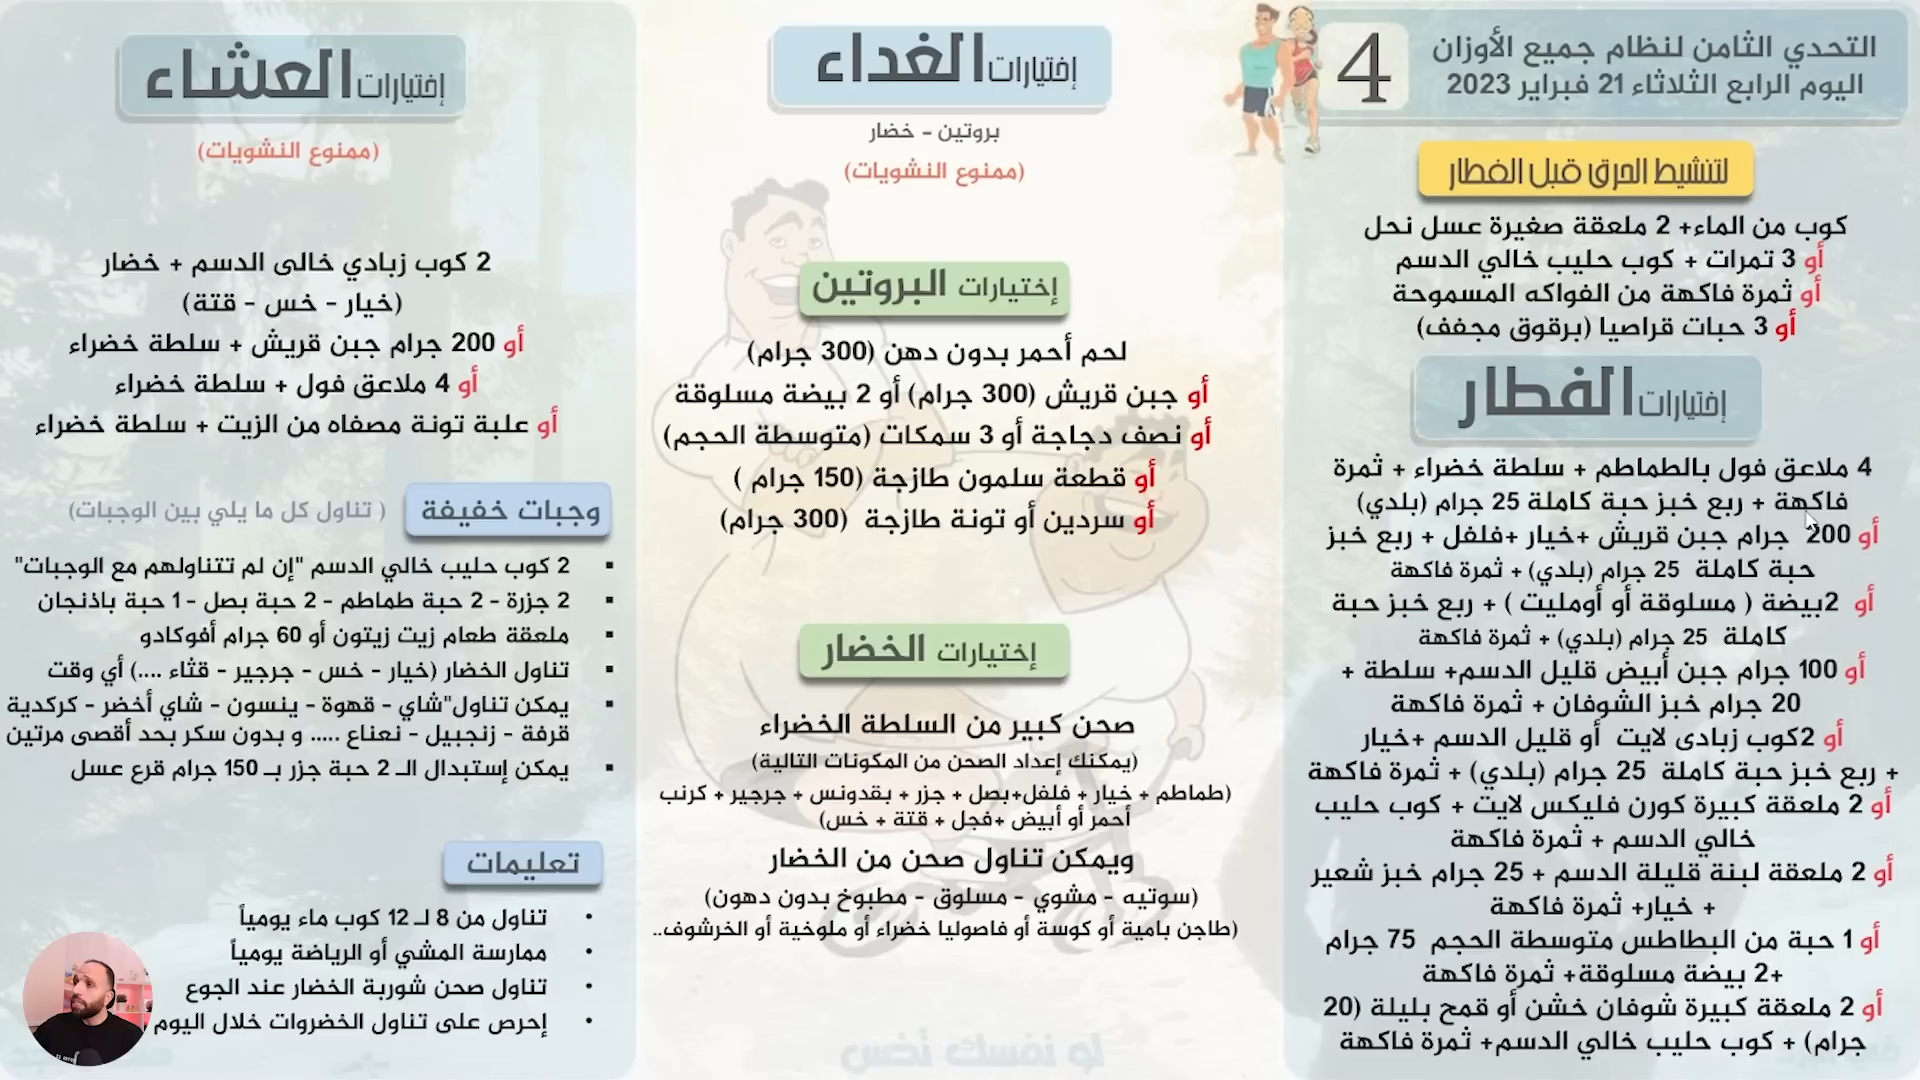 التحدي الثامن لنظام جميع الأوزان
اليوم الرابع الثلاثاء 21 فبراير 2023
4
لتنشيط الحرق قبل الفطار
كوب من الماء+ 2 ملعقة صغيرة عسل نحل
أو 3 تمرات + كوب حليب خالي الدسم
أو ثمرة فاكهة من الفواكه المسموحة
أو 3 حبات قراصيا (برقوق مجفف)
إختيارات الفطار
4 ملاعق فول بالطماطم + سلطة خضراء + ثمرة
فاكهة + ربع خبز حبة كاملة 25 جرام (بلدي)
أو 200 جرام جبن قريش +خيار +فلفل + ربع خبز
حبة كاملة 25 جرام (بلدي) + ثمرة فاكهة
أو 2بيضة ( مسلوقة أو أومليت ) + ربع خبز حبة
كاملة 25 جرام (بلدي) + ثمرة فاكهة
أو 100 جرام جبن أبيض قليل الدسم+ سلطة +
20 جرام خبز الشوفان + ثمرة فاكهة
أو 2كوب زبادى لايت أو قليل الدسم +خيار
+ ربع خبز حبة كاملة 25 جرام (بلدي) + ثمرة فاكهة
أو 2 ملعقة كبيرة كورن فليكس لايت + كوب حليب
خالي الدسم + ثمرة فاكهة
أو 2 ملعقة لبنة قليلة الدسم + 25 جرام خبز شعير
+ خيار+ ثمرة فاكهة
أو 1 حبة من البطاطس متوسطة الحجم 75 جرام
+2 بيضة مسلوقة+ ثمرة فاكهة
أو 2 ملعقة كبيرة شوفان خشن أو قمح بليلة (20
جرام) + كوب حليب خالي الدسم+ ثمرة فاكهة
إختيارات الغداء
بروتين - خضار
(ممنوع النشويات)
إختيارات البروتين
لحم أحمر بدون دهن (300 جرام)
أو جبن قريش (300 جرام) أو 2 بيضة مسلوقة
أو نصف دجاجة أو 3 سمكات (متوسطة الحجم)
أو قطعة سلمون طازجة (150 جرام )
أو سردين أو تونة طازجة (300 جرام)
إختيارات الخضار
صحن كبير من السلطة الخضراء
(يمكنك إعداد الصحن من المكونات التالية)
(طماطم + خيار + فلفل+بصل + جزر + بقدونس + جرجير + كرنب
أحمر أو أبيض +فجل + قتة + خس)
ويمكن تناول صحن من الخضار
(سوتيه - مشوي - مسلوق - مطبوخ بدون دهون)
(طاجن بامية أو كوسة أو فاصوليا خضراء أو ملوخية أو الخرشوف..
لو نفسك تخس
إختيارات العشاء
(ممنوع النشويات)
2 كوب زبادي خالى الدسم + خضار
(خيار - خس - قتة)
أو 200 جرام جبن قريش + سلطة خضراء
أو 4 ملاعق فول + سلطة خضراء
أو علبة تونة مصفاه من الزيت + سلطة خضراء
وجبات خفيفة ( تناول كل ما يلي بين الوجبات)
2 كوب حليب خالي الدسم "إن لم تتناولهم مع الوجبات"
2 جزرة - 2 حبة طماطم - 2 حبة بصل - 1 حبة باذنجان
ملعقة طعام زيت زيتون أو 60 جرام أفوكادو
تناول الخضار (خيار - خس - جرجير - قثاء ....) أي وقت
يمكن تناول"شاي - قهوة - ينسون - شاي أخضر - كركدية
قرفة - زنجبيل - نعناع ..... و بدون سكر بحد أقصى مرتين
يمكن إستبدال الـ 2 حبة جزر بـ 150 جرام قرع عسل
تعليمات
تناول من 8 لـ 12 كوب ماء يومياً
ممارسة المشي أو الرياضة يومياً
تناول صحن شوربة الخضار عند الجوع
إحرص على تناول الخضروات خلال اليوم